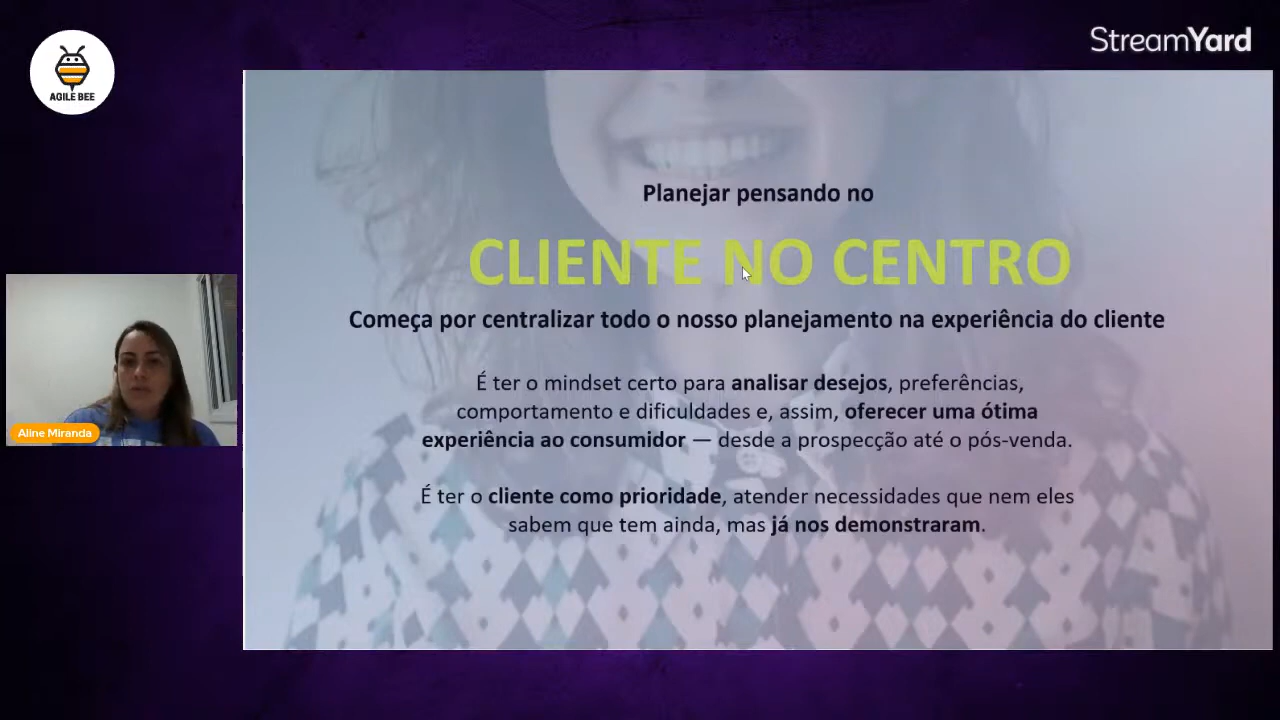 AGILE BEE
StreamYard
Planejar pensando no
CLIENTE NO CENTRO
Começa por centralizar todo o nosso planejamento na experiência do cliente
É ter o mindset certo para analisar desejos, preferências,
comportamento e dificuldades e, assim, oferecer uma ótima
experiência ao consumidor — desde a prospecção até o pós-venda.
É ter o cliente como prioridade, atender necessidades que nem eles
sabem que tem ainda, mas já nos demonstraram.
Aline Miranda